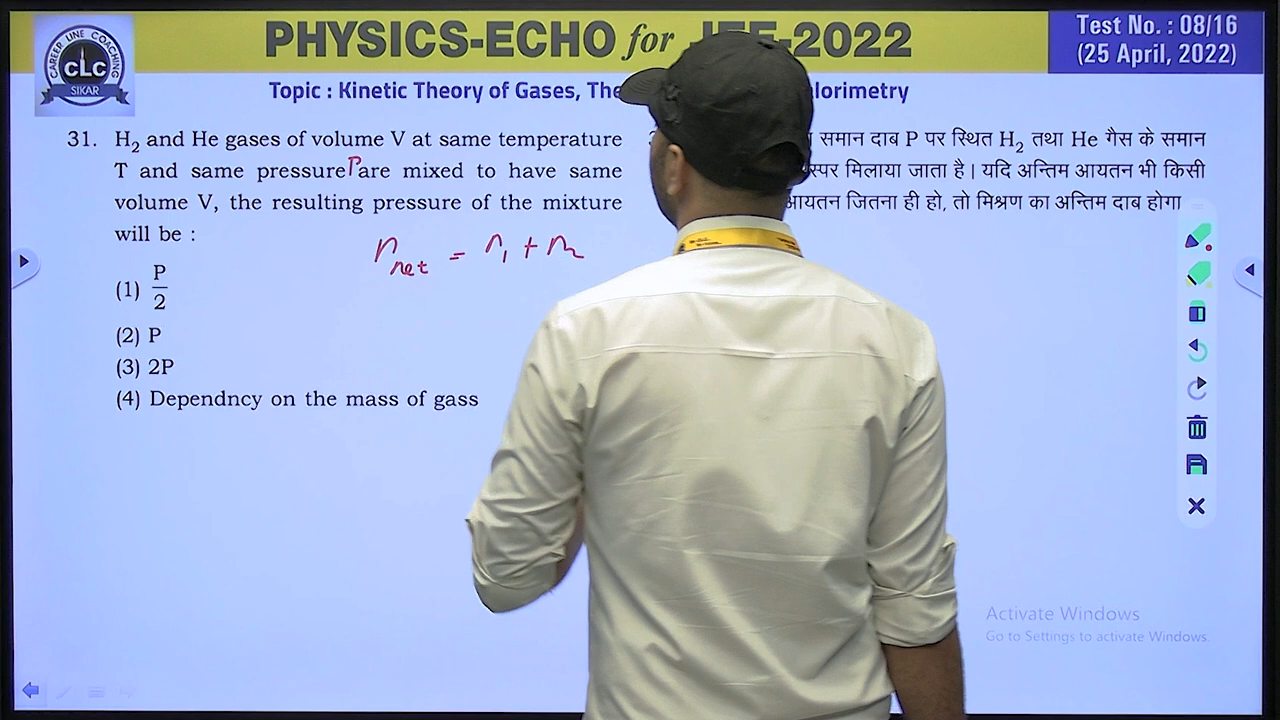 PHYSICS-ECHO for JEE-2022
Test No. : 08/16
(25 April, 2022)
CAREER LINE COACHING
CLC
SIKAR
Topic : Kinetic Theory of Gases, The
lorimetry
31. H₂ and He gases of volume V at same temperature
T and same pressure P are mixed to have same
volume V, the resulting pressure of the mixture
will be :
n_net = n₁ + n₂
(1) P/2
(2) P
(3) 2P
(4) Dependncy on the mass of gass
समान दाब P पर स्थित H₂ तथा He गैस के समान
मिलाया जाता है। यदि अन्तिम आयतन भी किसी
आयतन जितना ही हो, तो मिश्रण का अन्तिम दाब होगा
Activate Windows
Go to Settings to activate Windows.